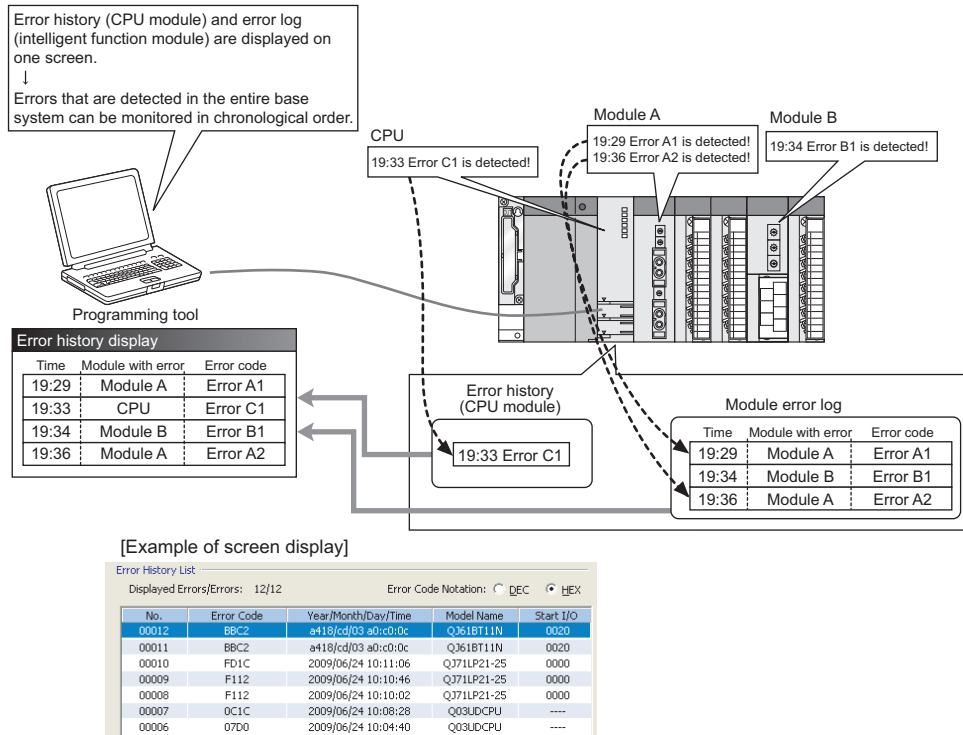 Error history (CPU module) and error log
(intelligent function module) are displayed on
one screen.
↓
Errors that are detected in the entire base
system can be monitored in chronological order.
CPU
19:33 Error C1 is detected!
Module A
19:29 Error A1 is detected!
19:36 Error A2 is detected!
Module B
19:34 Error B1 is detected!
Programming tool
Error history display
Time Module with error Error code
19:29 Module A Error A1
19:33 CPU Error C1
19:34 Module B Error B1
19:36 Module A Error A2
Error history
(CPU module)
19:33 Error C1
Module error log
Time Module with error Error code
19:29 Module A Error A1
19:34 Module B Error B1
19:36 Module A Error A2
[Example of screen display]
Error History List
Displayed Errors/Errors: 12/12 Error Code Notation: DEC HEX
No. Error Code Year/Month/Day/Time Model Name Start I/O
00012 BBC2 a418/cd/03 a0:c0:0c QJ61BT11N 0020
00011 BBC2 a418/cd/03 a0:c0:0c QJ61BT11N 0020
00010 FD1C 2009/06/24 10:11:06 QJ71LP21-25 0000
00009 F112 2009/06/24 10:10:46 QJ71LP21-25 0000
00008 F112 2009/06/24 10:10:02 QJ71LP21-25 0000
00007 0C1C 2009/06/24 10:08:28 Q03UDCPU ----
00006 07D0 2009/06/24 10:04:40 Q03UDCPU ----